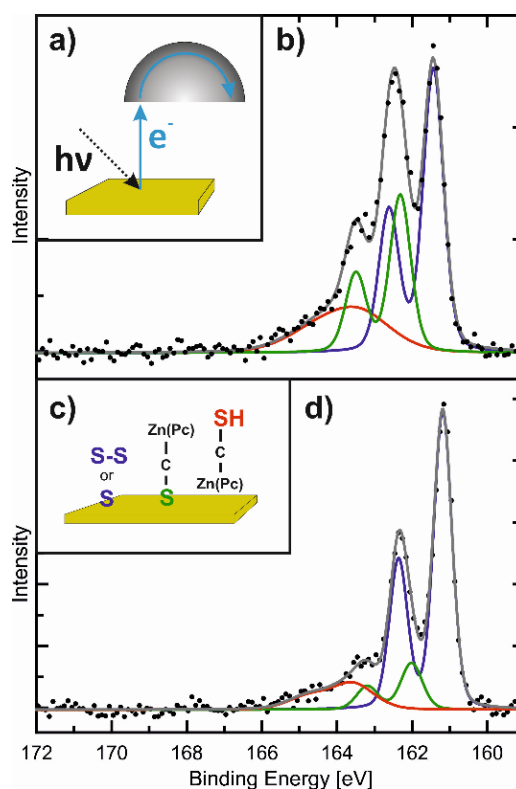 a)
b)
hν
e⁻
Intensity
c)
d)
SH
Zn(Pc)
S-S
C
C
or
Zn(Pc)
S
S
Intensity
172 170 168 166 164 162 160
Binding Energy [eV]